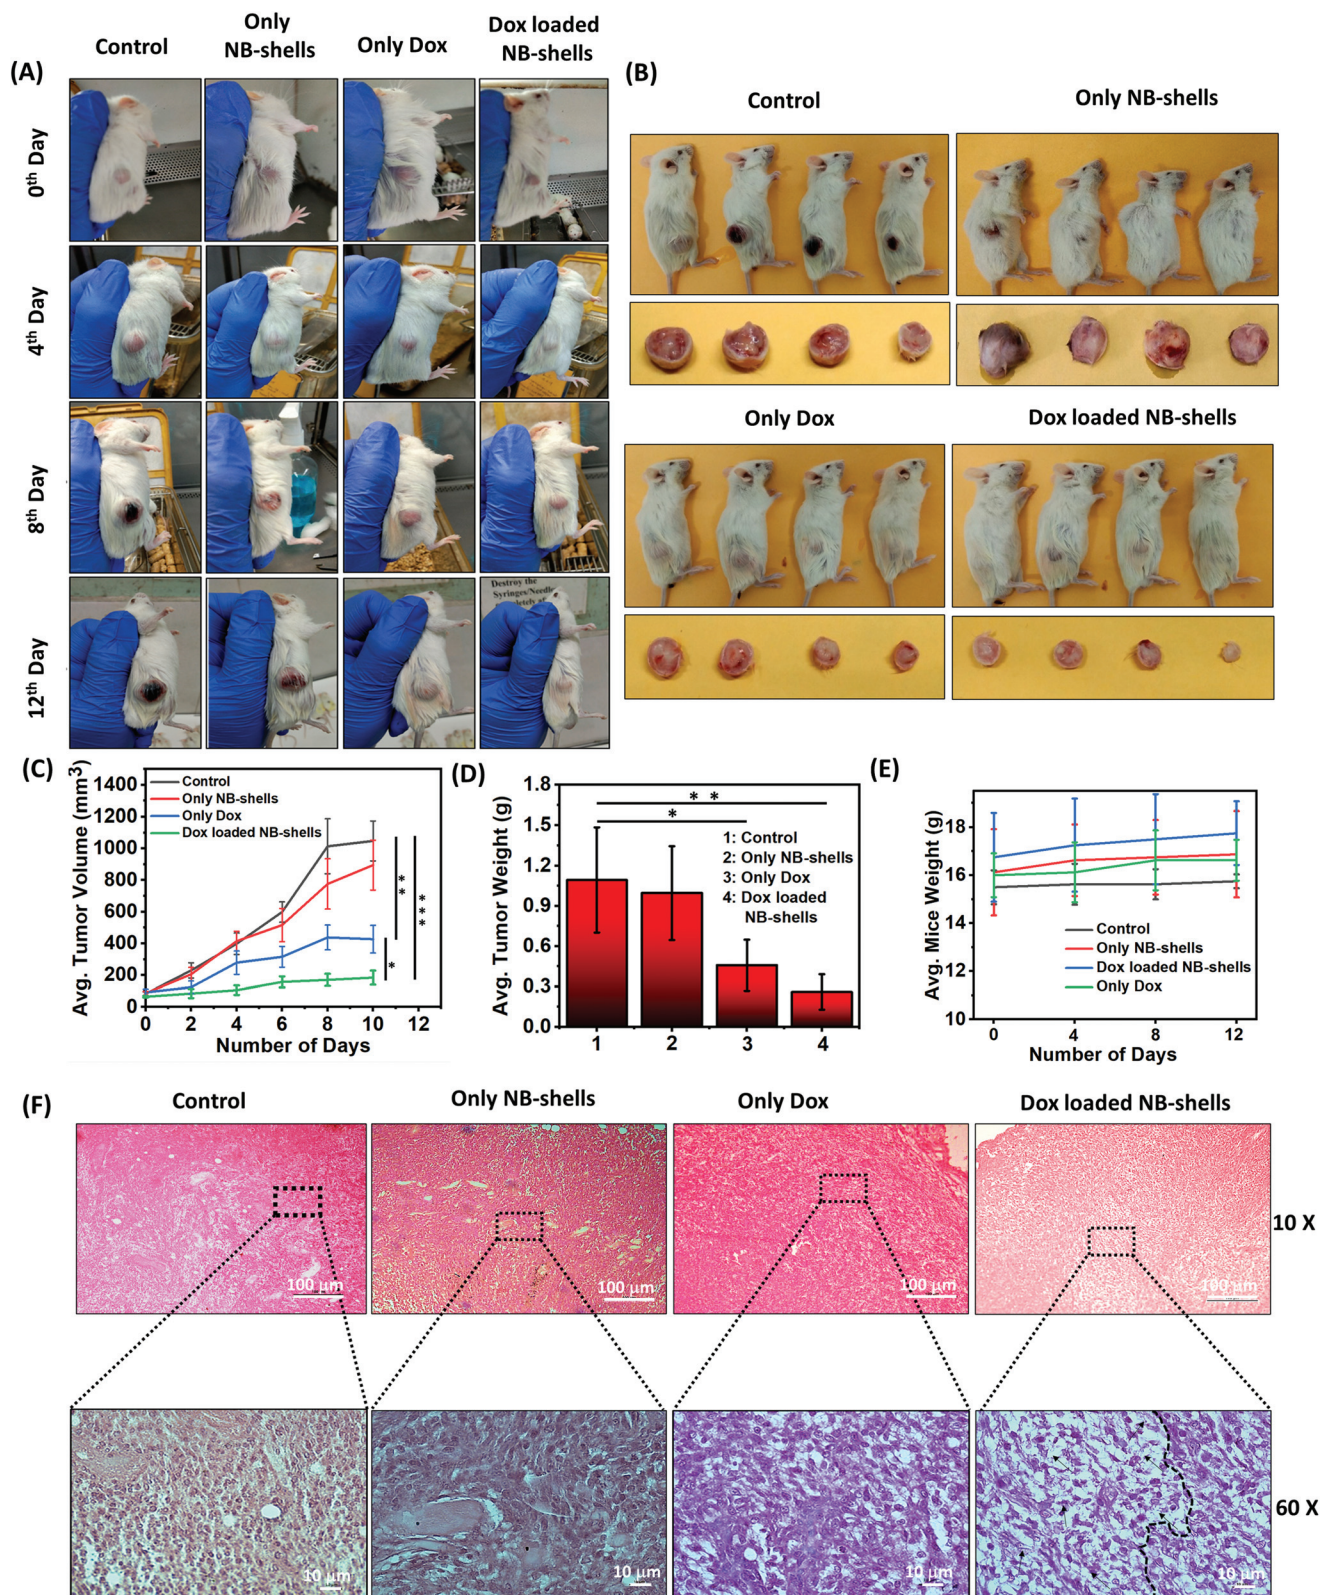 Control
Only
NB-shells
Only Dox
Dox loaded
NB-shells
(A)
0th Day
4th Day
8th Day
12th Day
Destroy the
Syringes/Needle
(B)
Control
Only NB-shells
Only Dox
Dox loaded NB-shells
(C)
Avg. Tumor Volume (mm3)
1400
1200
1000
800
600
400
200
0
Control
Only NB-shells
Only Dox
Dox loaded NB-shells
**
***
*
0 2 4 6 8 10 12
Number of Days
(D)
Avg. Tumor Weight (g)
1.8
1.5
1.2
0.9
0.6
0.3
0.0
* *
*
1: Control
2: Only NB-shells
3: Only Dox
4: Dox loaded
NB-shells
1 2 3 4
(E)
Avg. Mice Weight (g)
18
16
14
12
10
Control
Only NB-shells
Dox loaded NB-shells
Only Dox
0 4 8 12
Number of Days
(F)
Control
Only NB-shells
Only Dox
Dox loaded NB-shells
100 µm
100 µm
100 µm
100 µm
10 X
10 µm
10 µm
10 µm
10 µm
60 X